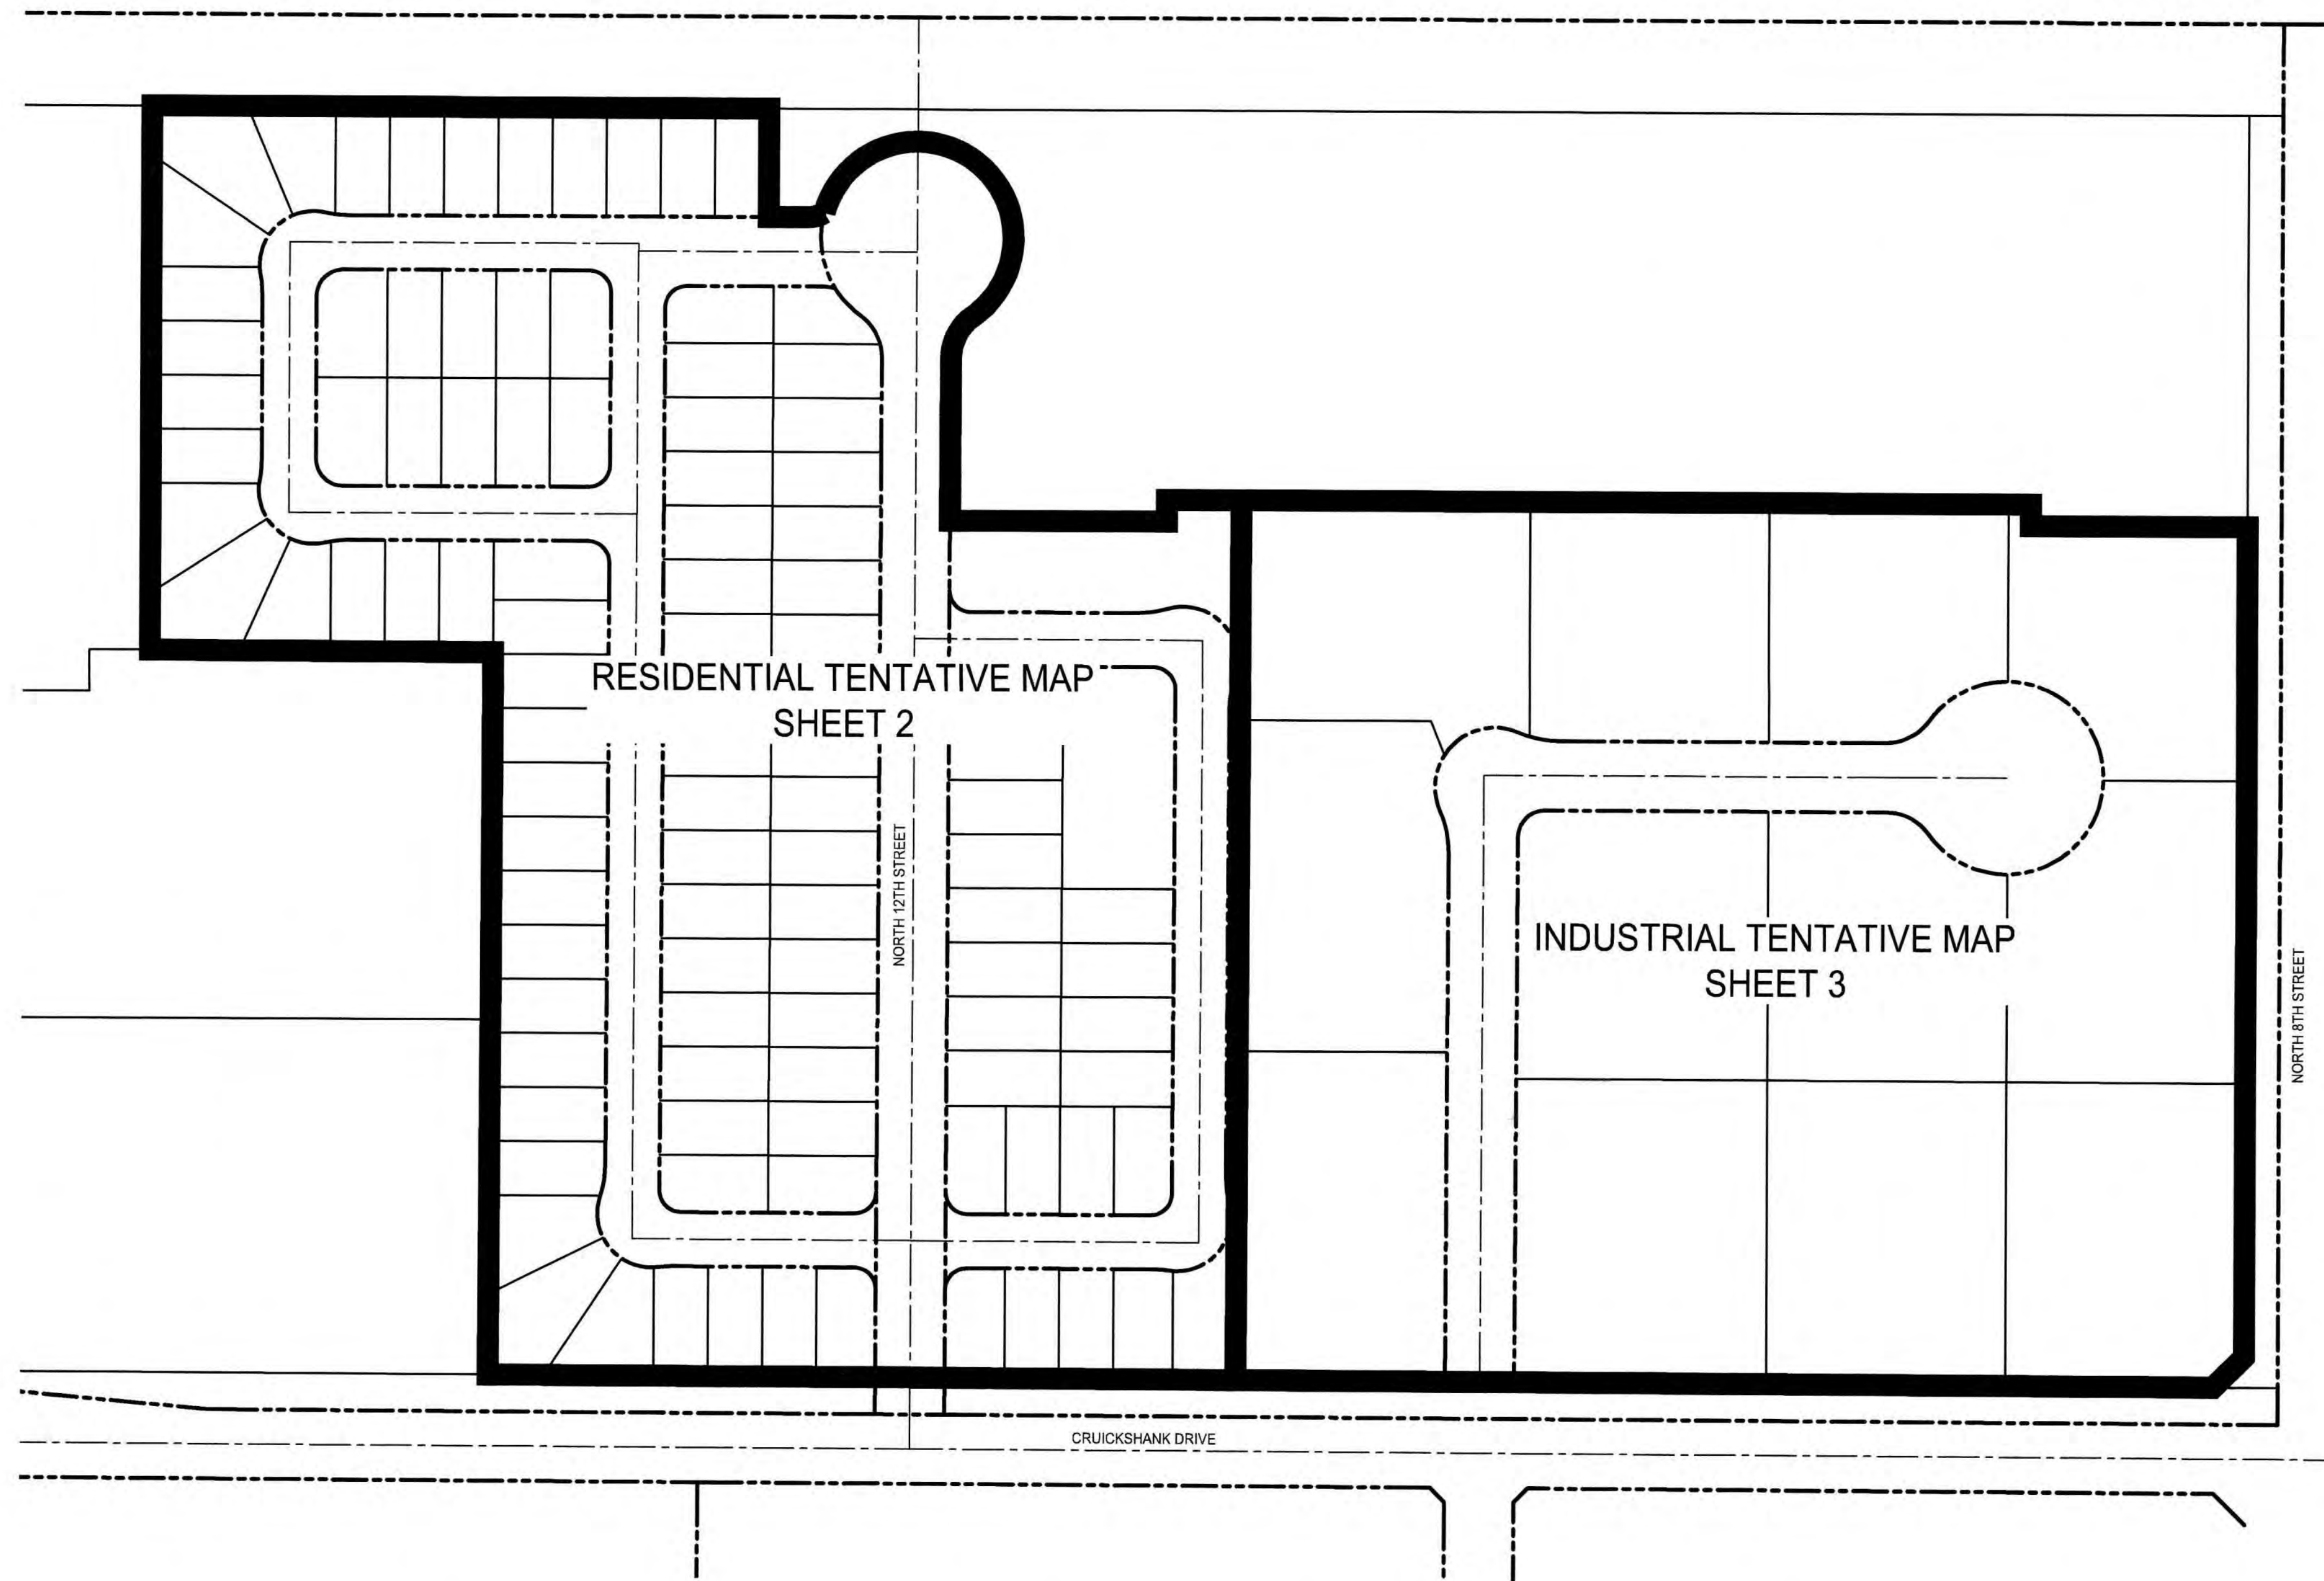 RESIDENTIAL TENTATIVE MAP
SHEET 2
NORTH 12TH STREET
INDUSTRIAL TENTATIVE MAP
SHEET 3
NORTH 8TH STREET
CRUICKSHANK DRIVE